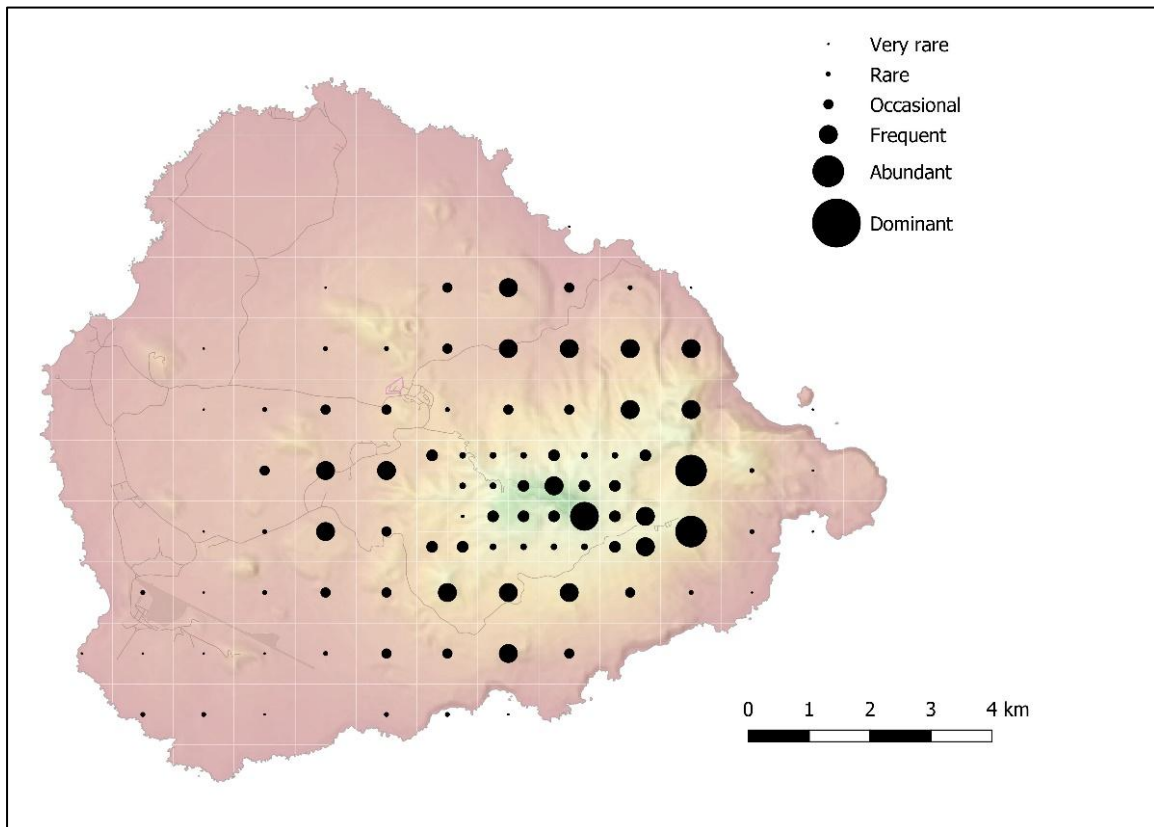 Very rare
Rare
Occasional
Frequent
Abundant
Dominant
0 1 2 3 4 km